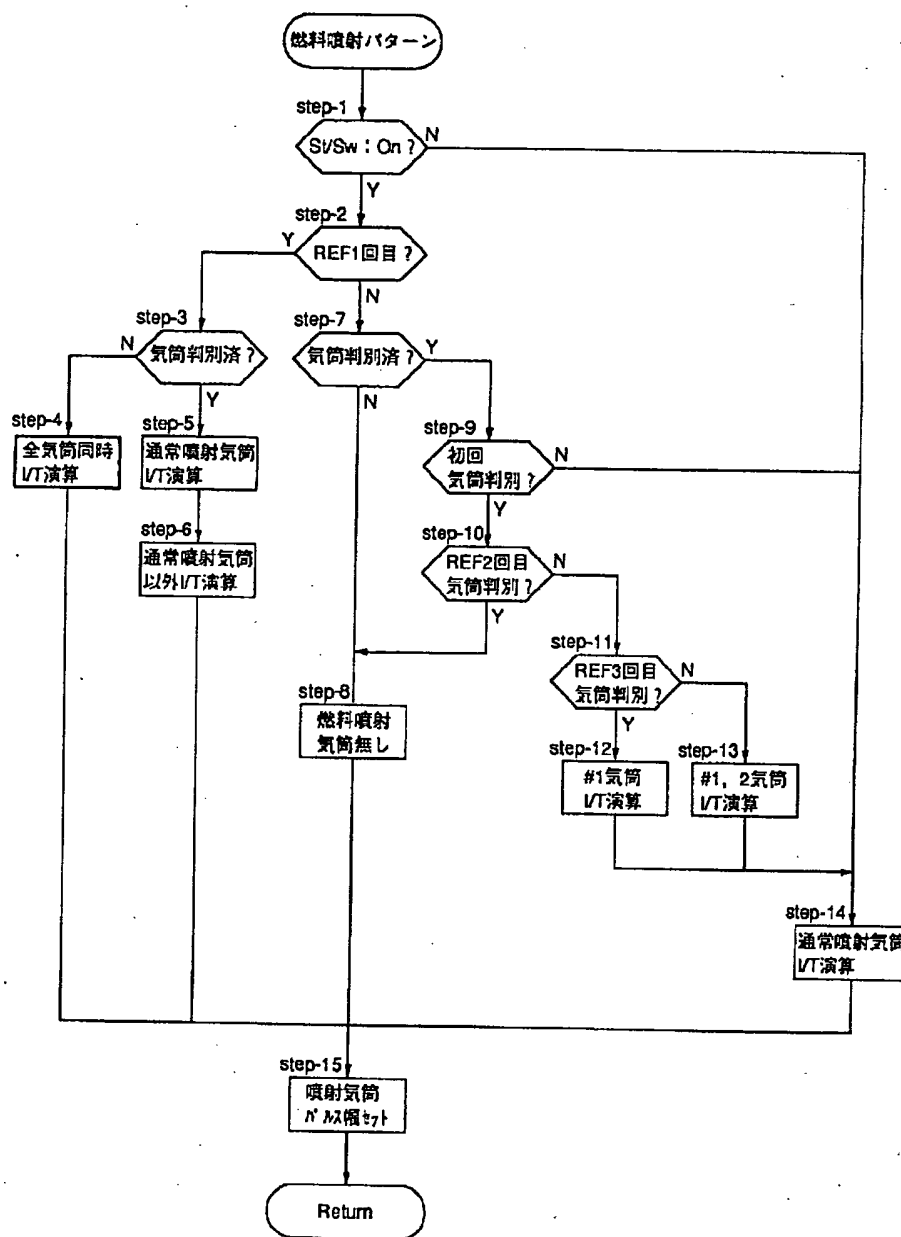 燃料噴射パターン
step-1
St/Sw：On？
N
Y
step-2
Y
REF1回目？
N
step-3
N
気筒判別済？
Y
step-7
気筒判別済？
Y
N
step-4
全気筒同時
I/T演算
step-5
通常噴射気筒
I/T演算
step-6
通常噴射気筒
以外I/T演算
step-9
初回
気筒判別？
N
Y
step-10
REF2回目
気筒判別？
N
Y
step-11
REF3回目
気筒判別？
N
Y
step-8
燃料噴射
気筒無し
step-12
#1気筒
I/T演算
step-13
#1，2気筒
I/T演算
step-14
通常噴射気筒
I/T演算
step-15
噴射気筒
パルス幅セット
Return